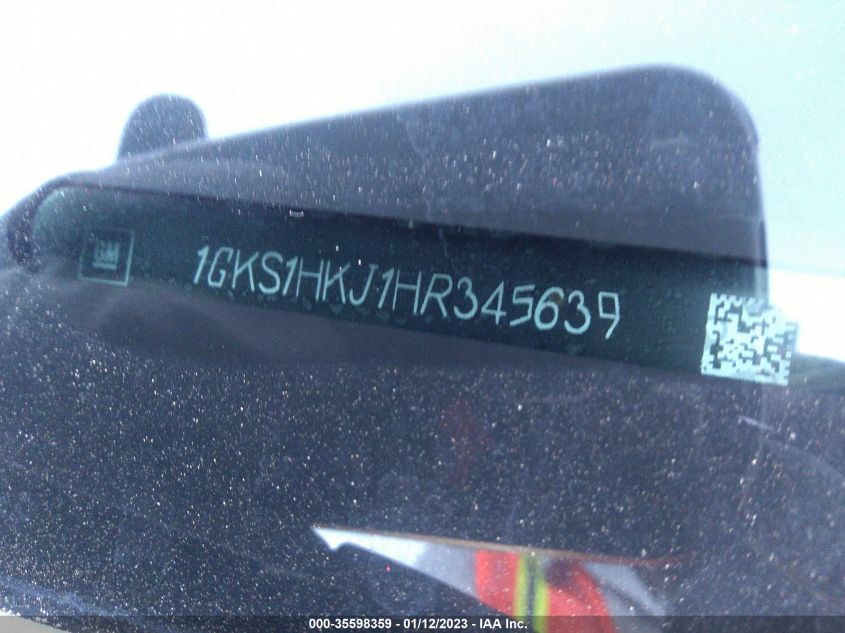 GM
1GKS1HKJ1HR345639
000-35598359 - 01/12/2023 - IAA Inc.